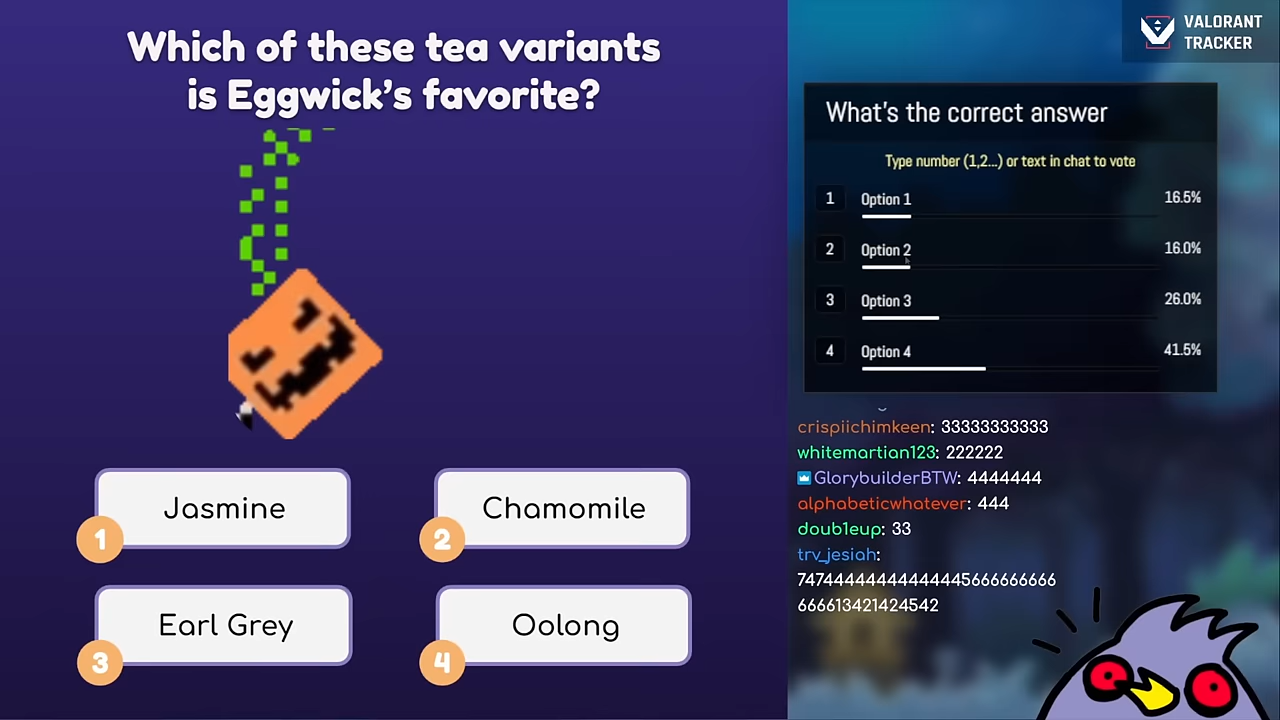 Which of these tea variants
is Eggwick's favorite?
Jasmine
1
Chamomile
2
Earl Grey
3
Oolong
4
VALORANT
TRACKER
What's the correct answer
Type number (1,2...) or text in chat to vote
1 Option 1 16.5%
2 Option 2 16.0%
3 Option 3 26.0%
4 Option 4 41.5%
crispiichimkeen: 33333333333
whitemartian123: 222222
GlorybuilderBTW: 4444444
alphabeticwhatever: 444
doub1eup: 33
trv_jesiah:
7474444444444445666666666
666613421424542